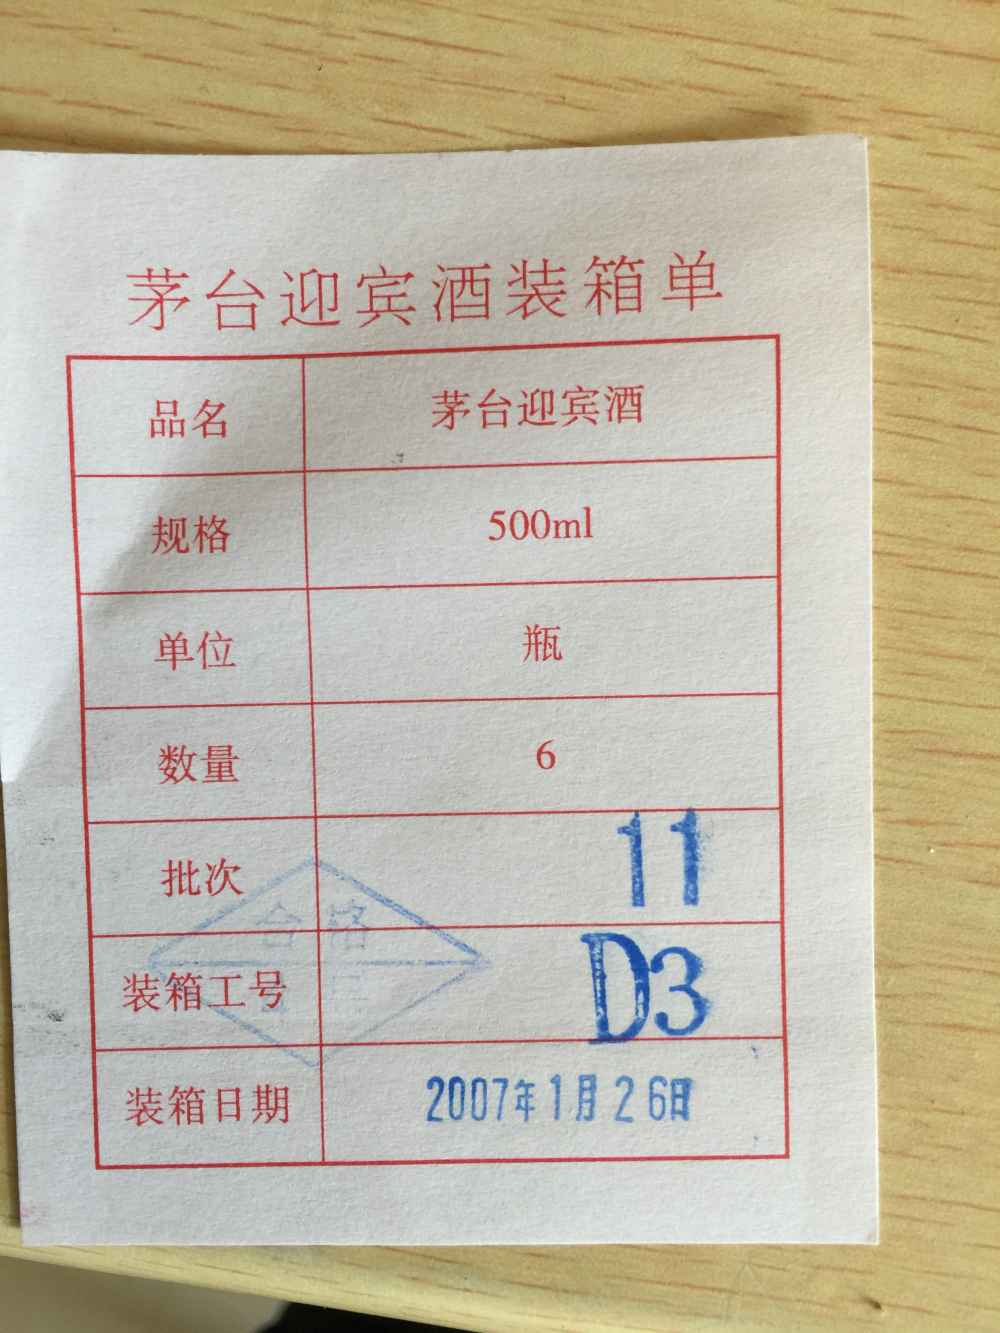 茅台迎宾酒装箱单
品名 茅台迎宾酒
规格 500ml
单位 瓶
数量 6
批次 11
合格
装箱工号 D3
装箱日期 2007年1月26日